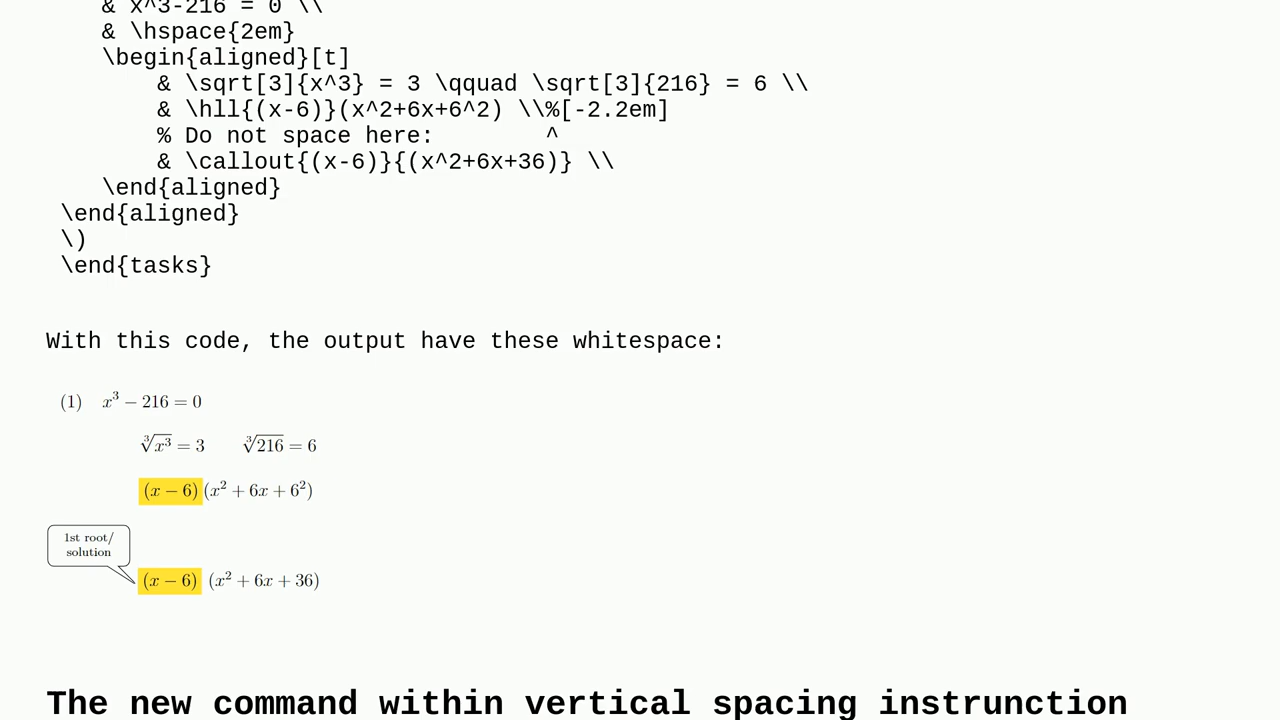 & x^3-216 = 0 \\
& \hspace{2em}
\begin{aligned}[t]
& \sqrt[3]{x^3} = 3 \qquad \sqrt[3]{216} = 6 \\
& \hll{(x-6)}(x^2+6x+6^2) \\%[-2.2em]
% Do not space here: ^
& \callout{(x-6)}{(x^2+6x+36)} \\
\end{aligned}
\end{aligned}
\)
\end{tasks}
With this code, the output have these whitespace:
(1) x³ − 216 = 0
∛x³ = 3 ∛216 = 6
(x − 6)(x² + 6x + 6²)
1st root/
solution
(x − 6) (x² + 6x + 36)
The new command within vertical spacing instrunction